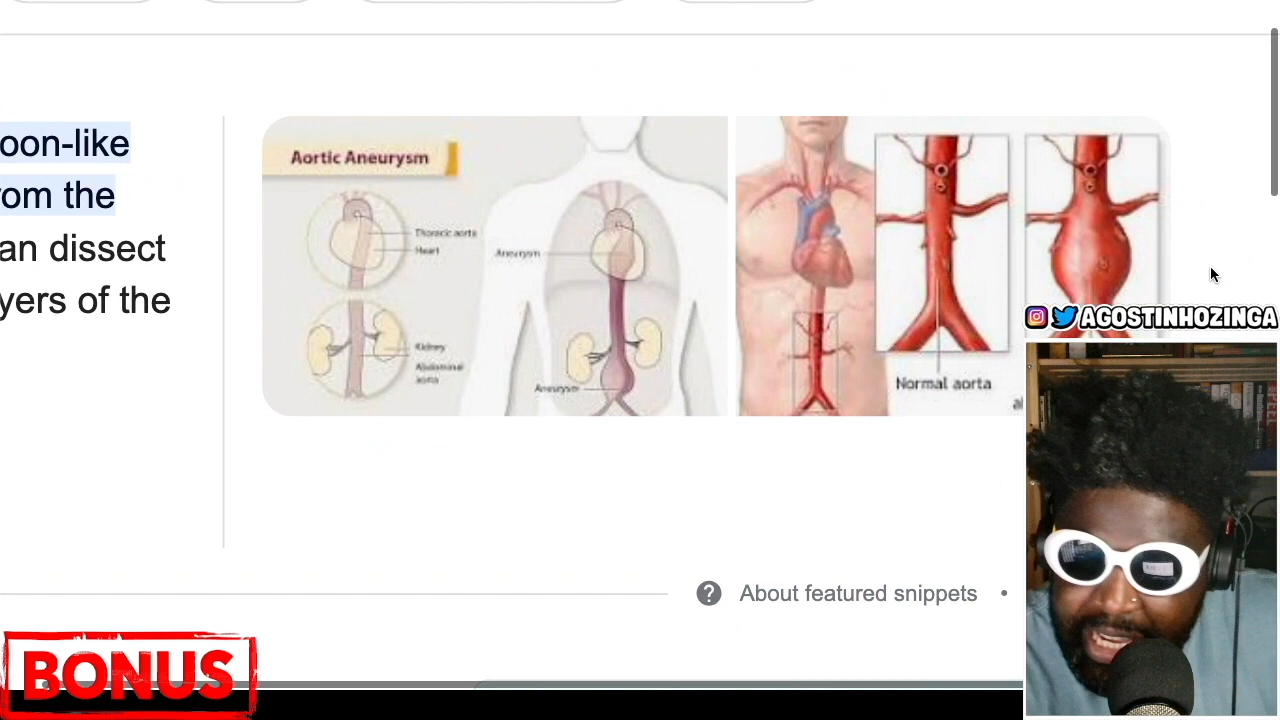 oon-like
om the
an dissect
yers of the
Aortic Aneurysm
Thoracic aorta
Heart
Kidney
Abdominal
aorta
Aneurysm
Aneurysm
Normal aorta
AGOSTINHOZINGA
About featured snippets •
BONUS